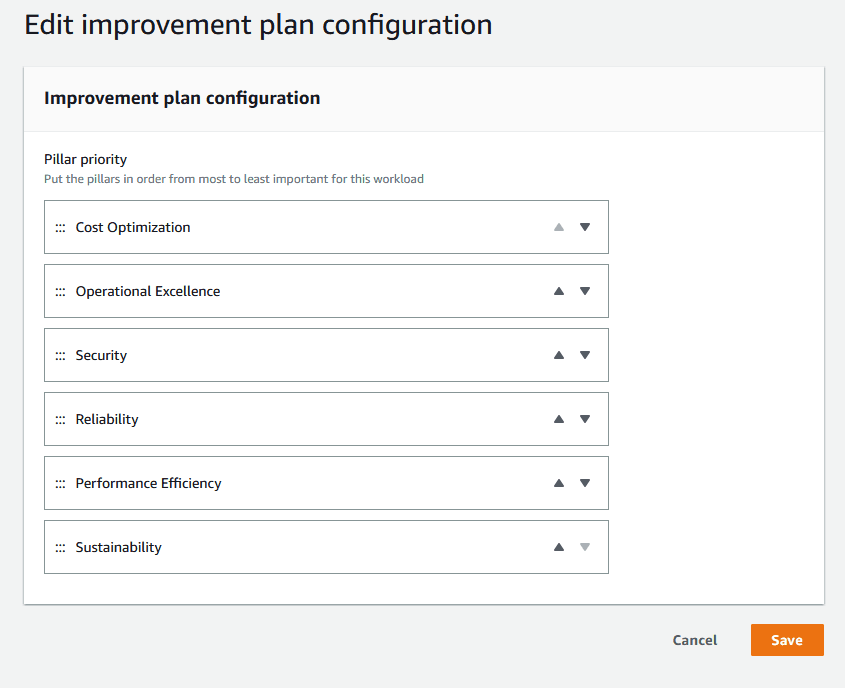 Edit improvement plan configuration
Improvement plan configuration
Pillar priority
Put the pillars in order from most to least important for this workload
Cost Optimization
Operational Excellence
Security
Reliability
Performance Efficiency
Sustainability
Cancel Save